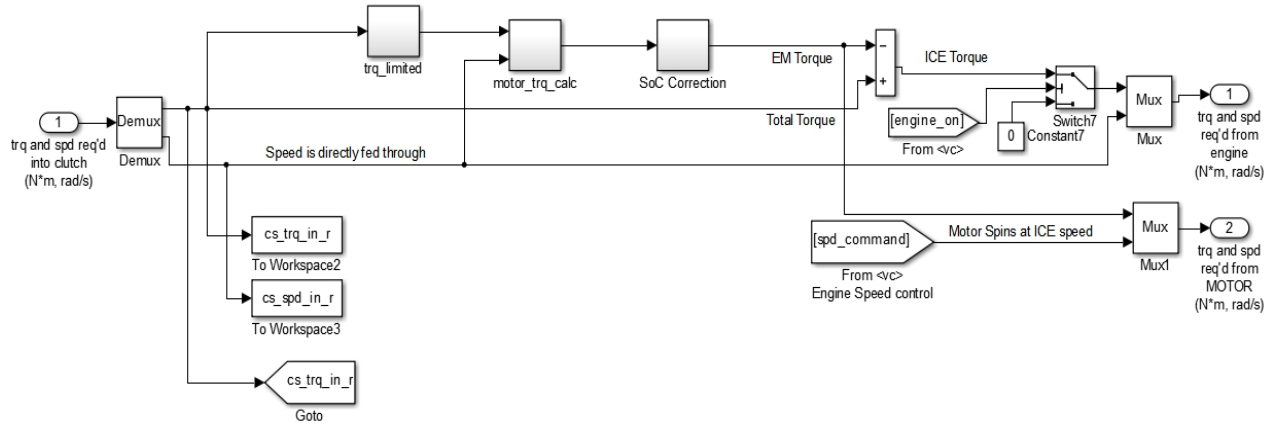 trq_limited
motor_trq_calc
SoC Correction
EM Torque
−
+
ICE Torque
Total Torque
[engine_on]
From <vc>
0
Constant7
Switch7
Mux
Mux
1
trq and spd
req'd from
engine
(N*m, rad/s)
1
trq and spd req'd
into clutch
(N*m, rad/s)
Demux
Demux
Speed is directly fed through
cs_trq_in_r
To Workspace2
cs_spd_in_r
To Workspace3
cs_trq_in_r
Goto
[spd_command]
From <vc>
Engine Speed control
Motor Spins at ICE speed
Mux
Mux1
2
trq and spd
req'd from
MOTOR
(N*m, rad/s)